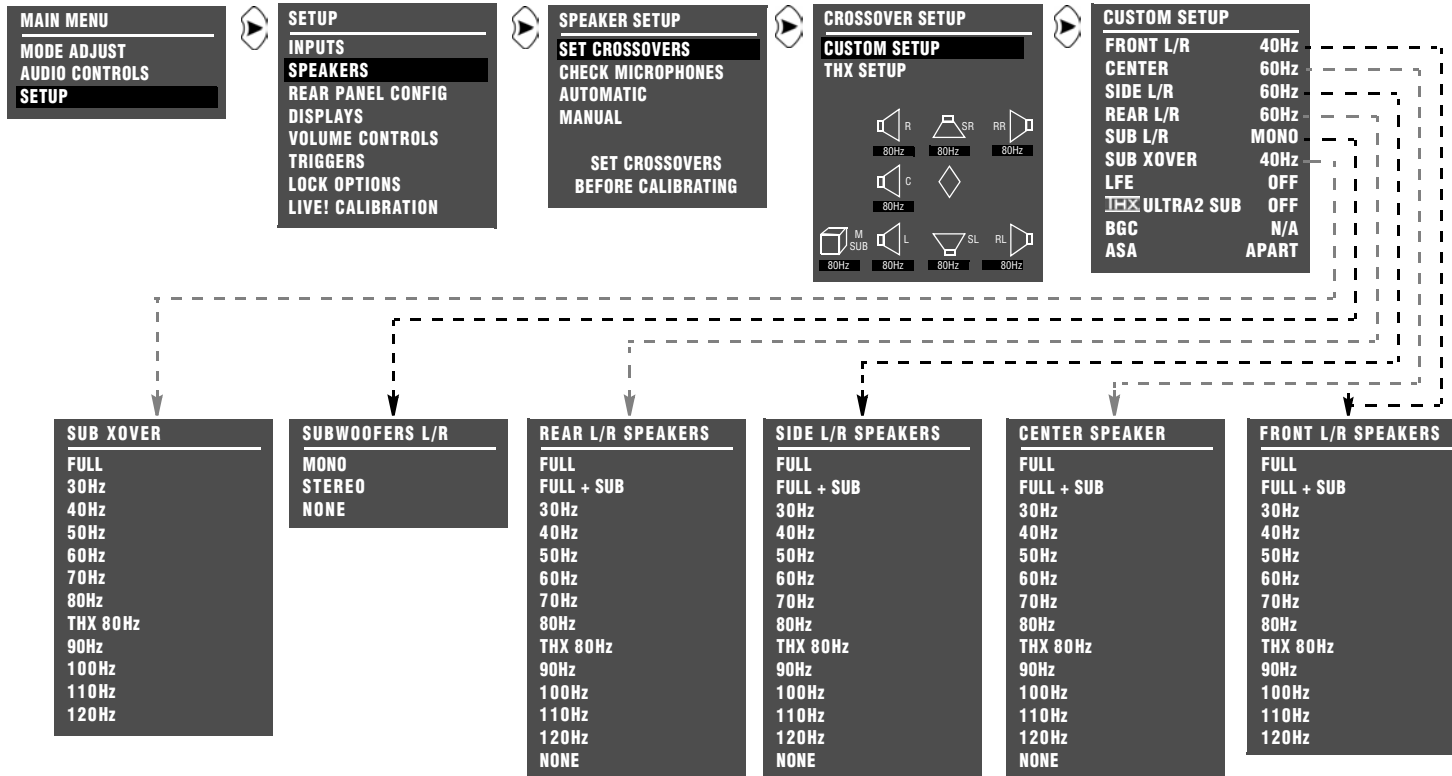 MAIN MENU
MODE ADJUST
AUDIO CONTROLS
SETUP
SETUP
INPUTS
SPEAKERS
REAR PANEL CONFIG
DISPLAYS
VOLUME CONTROLS
TRIGGERS
LOCK OPTIONS
LIVE! CALIBRATION
SPEAKER SETUP
SET CROSSOVERS
CHECK MICROPHONES
AUTOMATIC
MANUAL
SET CROSSOVERS
BEFORE CALIBRATING
CROSSOVER SETUP
CUSTOM SETUP
THX SETUP
R SR RR
80Hz 80Hz 80Hz
C
80Hz
M
SUB L SL RL
80Hz 80Hz 80Hz 80Hz
CUSTOM SETUP
FRONT L/R 40Hz
CENTER 60Hz
SIDE L/R 60Hz
REAR L/R 60Hz
SUB L/R MONO
SUB XOVER 40Hz
LFE OFF
THX ULTRA2 SUB OFF
BGC N/A
ASA APART
SUB XOVER
FULL
30Hz
40Hz
50Hz
60Hz
70Hz
80Hz
THX 80Hz
90Hz
100Hz
110Hz
120Hz
SUBWOOFERS L/R
MONO
STEREO
NONE
REAR L/R SPEAKERS
FULL
FULL + SUB
30Hz
40Hz
50Hz
60Hz
70Hz
80Hz
THX 80Hz
90Hz
100Hz
110Hz
120Hz
NONE
SIDE L/R SPEAKERS
FULL
FULL + SUB
30Hz
40Hz
50Hz
60Hz
70Hz
80Hz
THX 80Hz
90Hz
100Hz
110Hz
120Hz
NONE
CENTER SPEAKER
FULL
FULL + SUB
30Hz
40Hz
50Hz
60Hz
70Hz
80Hz
THX 80Hz
90Hz
100Hz
110Hz
120Hz
NONE
FRONT L/R SPEAKERS
FULL
FULL + SUB
30Hz
40Hz
50Hz
60Hz
70Hz
80Hz
THX 80Hz
90Hz
100Hz
110Hz
120Hz